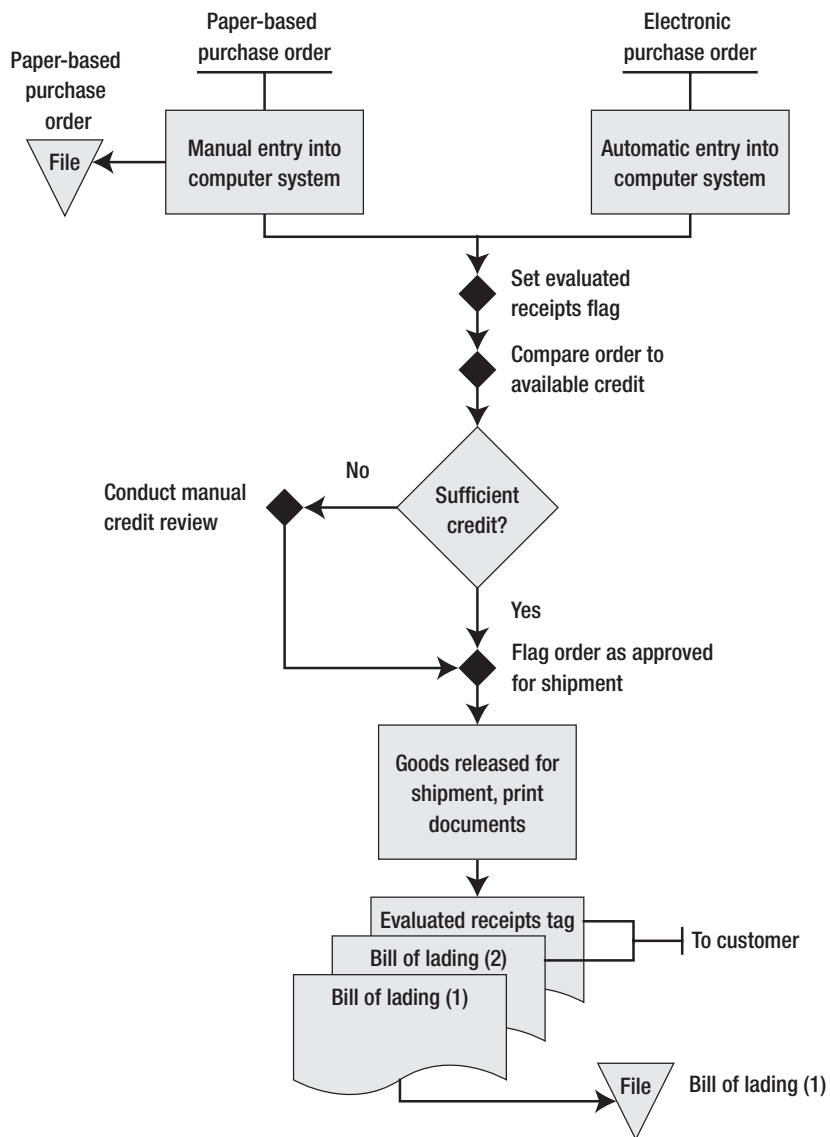 Paper-based
purchase order
Electronic
purchase order
Paper-based
purchase
order
File
Manual entry into
computer system
Automatic entry into
computer system
Set evaluated
receipts flag
Compare order to
available credit
No
Sufficient
credit?
Conduct manual
credit review
Yes
Flag order as approved
for shipment
Goods released for
shipment, print
documents
Evaluated receipts tag
To customer
Bill of lading (2)
Bill of lading (1)
File
Bill of lading (1)